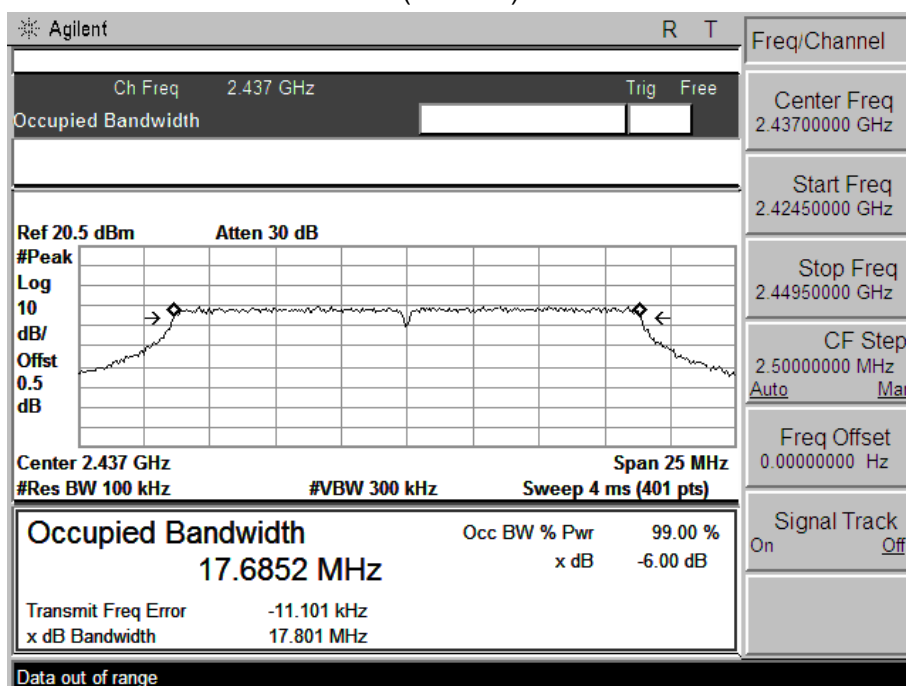 Agilent R T
Ch Freq 2.437 GHz Trig Free
Occupied Bandwidth
Ref 20.5 dBm Atten 30 dB
#Peak
Log
10
dB/
Offst
0.5
dB
Center 2.437 GHz Span 25 MHz
#Res BW 100 kHz #VBW 300 kHz Sweep 4 ms (401 pts)
Occupied Bandwidth Occ BW % Pwr 99.00 %
17.6852 MHz x dB -6.00 dB
Transmit Freq Error -11.101 kHz
x dB Bandwidth 17.801 MHz
Data out of range
Freq/Channel
Center Freq
2.43700000 GHz
Start Freq
2.42450000 GHz
Stop Freq
2.44950000 GHz
CF Step
2.50000000 MHz
Auto Mar
Freq Offset
0.00000000 Hz
Signal Track
On Off